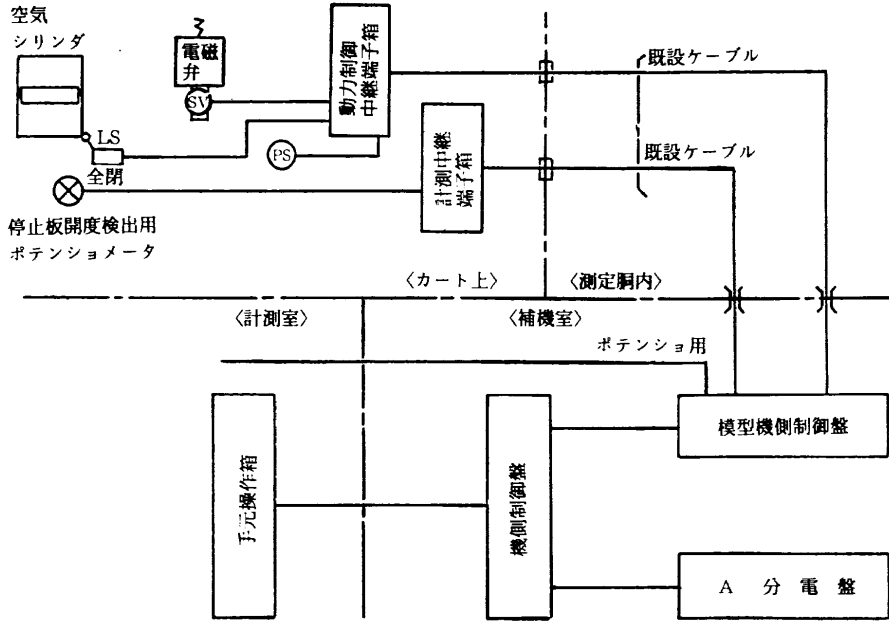 空気
シリンダ
電磁
弁
SV
LS
全閉
PS
停止板開度検出用
ポテンショメータ
動力制御
中継端子箱
計測中継
端子箱
既設ケーブル
既設ケーブル
〈カート上〉
〈測定胴内〉
〈計測室〉
〈補機室〉
ポテンショ用
手元操作箱
機側制御盤
模型機側制御盤
A 分電盤